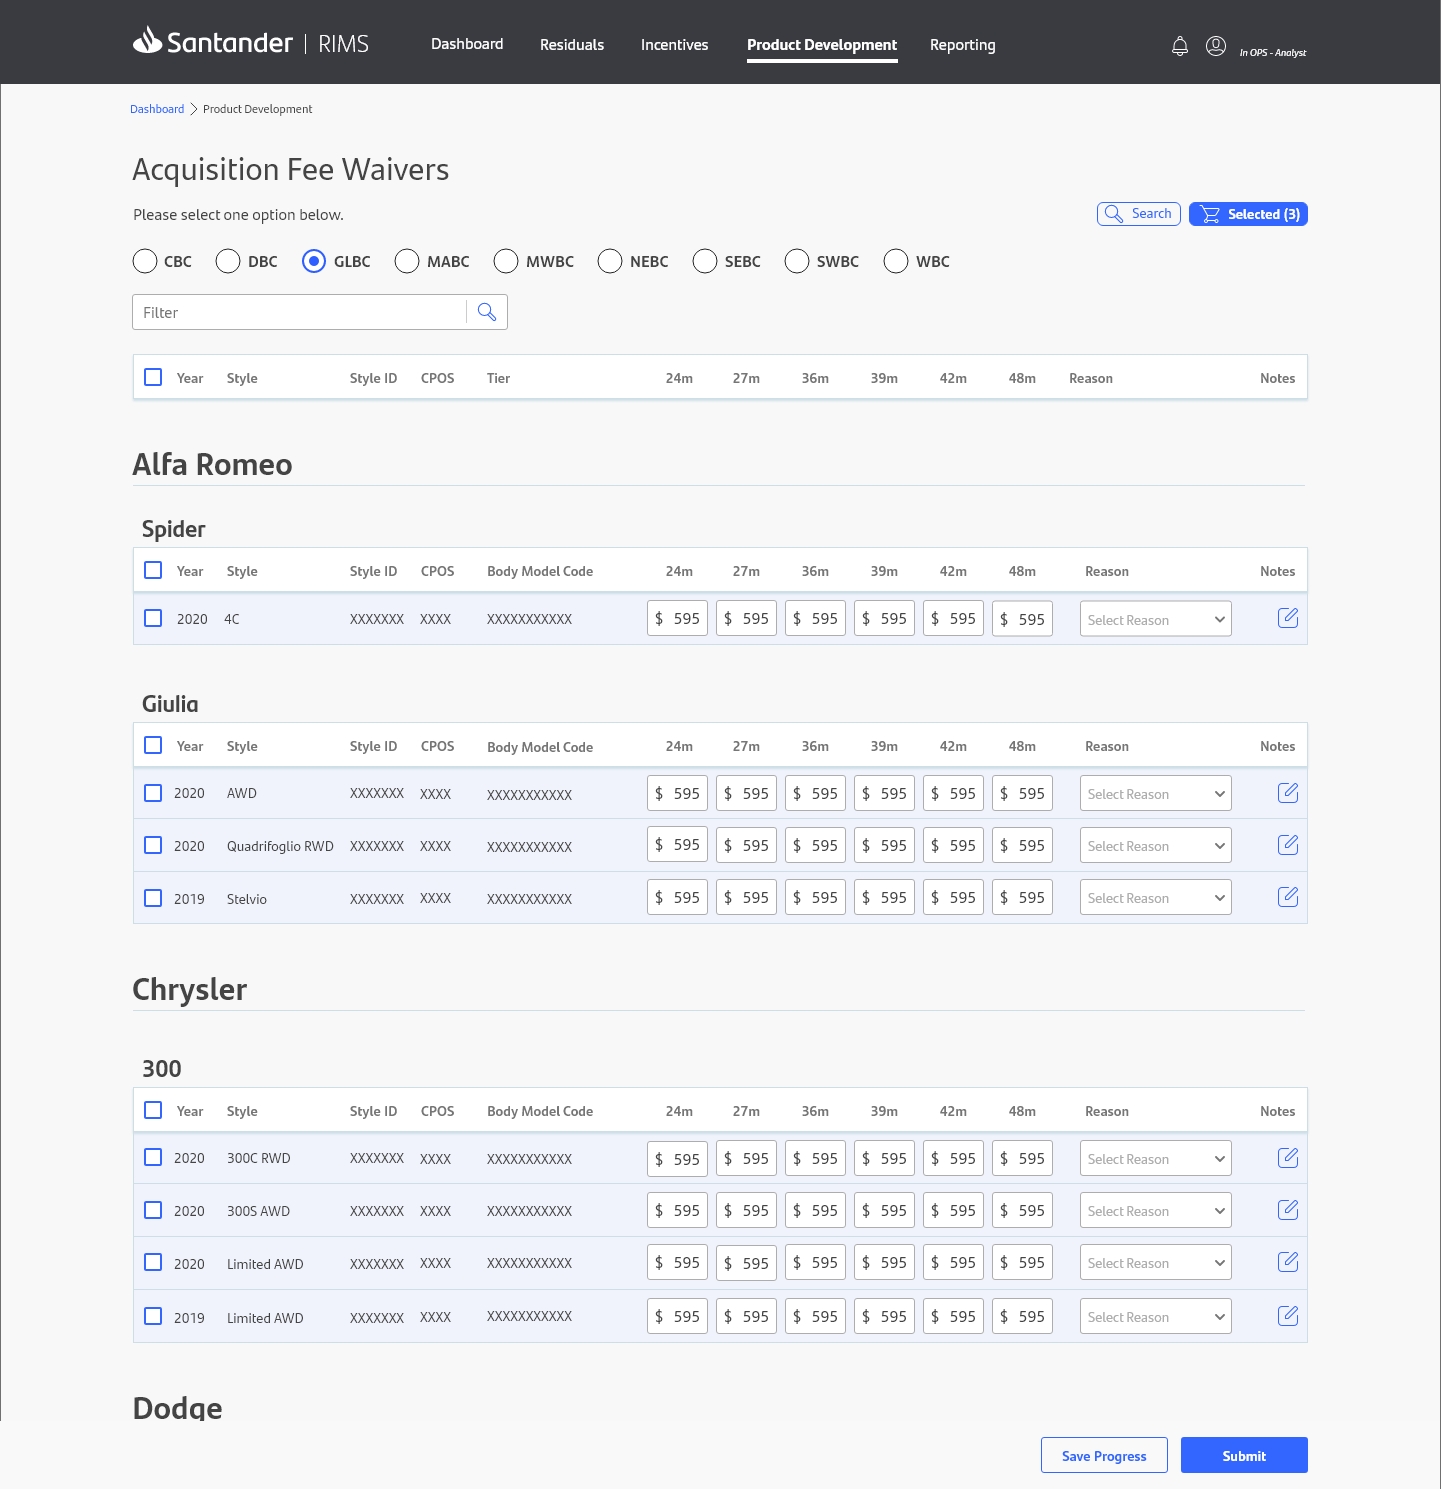 Santander | RIMS Dashboard Residuals Incentives Product Development Reporting In OPS - Analyst
Dashboard > Product Development
Acquisition Fee Waivers
Please select one option below.
Search Selected (3)
CBC DBC GLBC MABC MWBC NEBC SEBC SWBC WBC
Filter
Year Style Style ID CPOS Tier 24m 27m 36m 39m 42m 48m Reason Notes
Alfa Romeo
Spider
Year Style Style ID CPOS Body Model Code 24m 27m 36m 39m 42m 48m Reason Notes
2020 4C XXXXXXX XXXX XXXXXXXXXXX $ 595 $ 595 $ 595 $ 595 $ 595 $ 595 Select Reason
Giulia
Year Style Style ID CPOS Body Model Code 24m 27m 36m 39m 42m 48m Reason Notes
2020 AWD XXXXXXX XXXX XXXXXXXXXXX $ 595 $ 595 $ 595 $ 595 $ 595 $ 595 Select Reason
2020 Quadrifoglio RWD XXXXXXX XXXX XXXXXXXXXXX $ 595 $ 595 $ 595 $ 595 $ 595 $ 595 Select Reason
2019 Stelvio XXXXXXX XXXX XXXXXXXXXXX $ 595 $ 595 $ 595 $ 595 $ 595 $ 595 Select Reason
Chrysler
300
Year Style Style ID CPOS Body Model Code 24m 27m 36m 39m 42m 48m Reason Notes
2020 300C RWD XXXXXXX XXXX XXXXXXXXXXX $ 595 $ 595 $ 595 $ 595 $ 595 $ 595 Select Reason
2020 300S AWD XXXXXXX XXXX XXXXXXXXXXX $ 595 $ 595 $ 595 $ 595 $ 595 $ 595 Select Reason
2020 Limited AWD XXXXXXX XXXX XXXXXXXXXXX $ 595 $ 595 $ 595 $ 595 $ 595 $ 595 Select Reason
2019 Limited AWD XXXXXXX XXXX XXXXXXXXXXX $ 595 $ 595 $ 595 $ 595 $ 595 $ 595 Select Reason
Dodge
Save Progress Submit